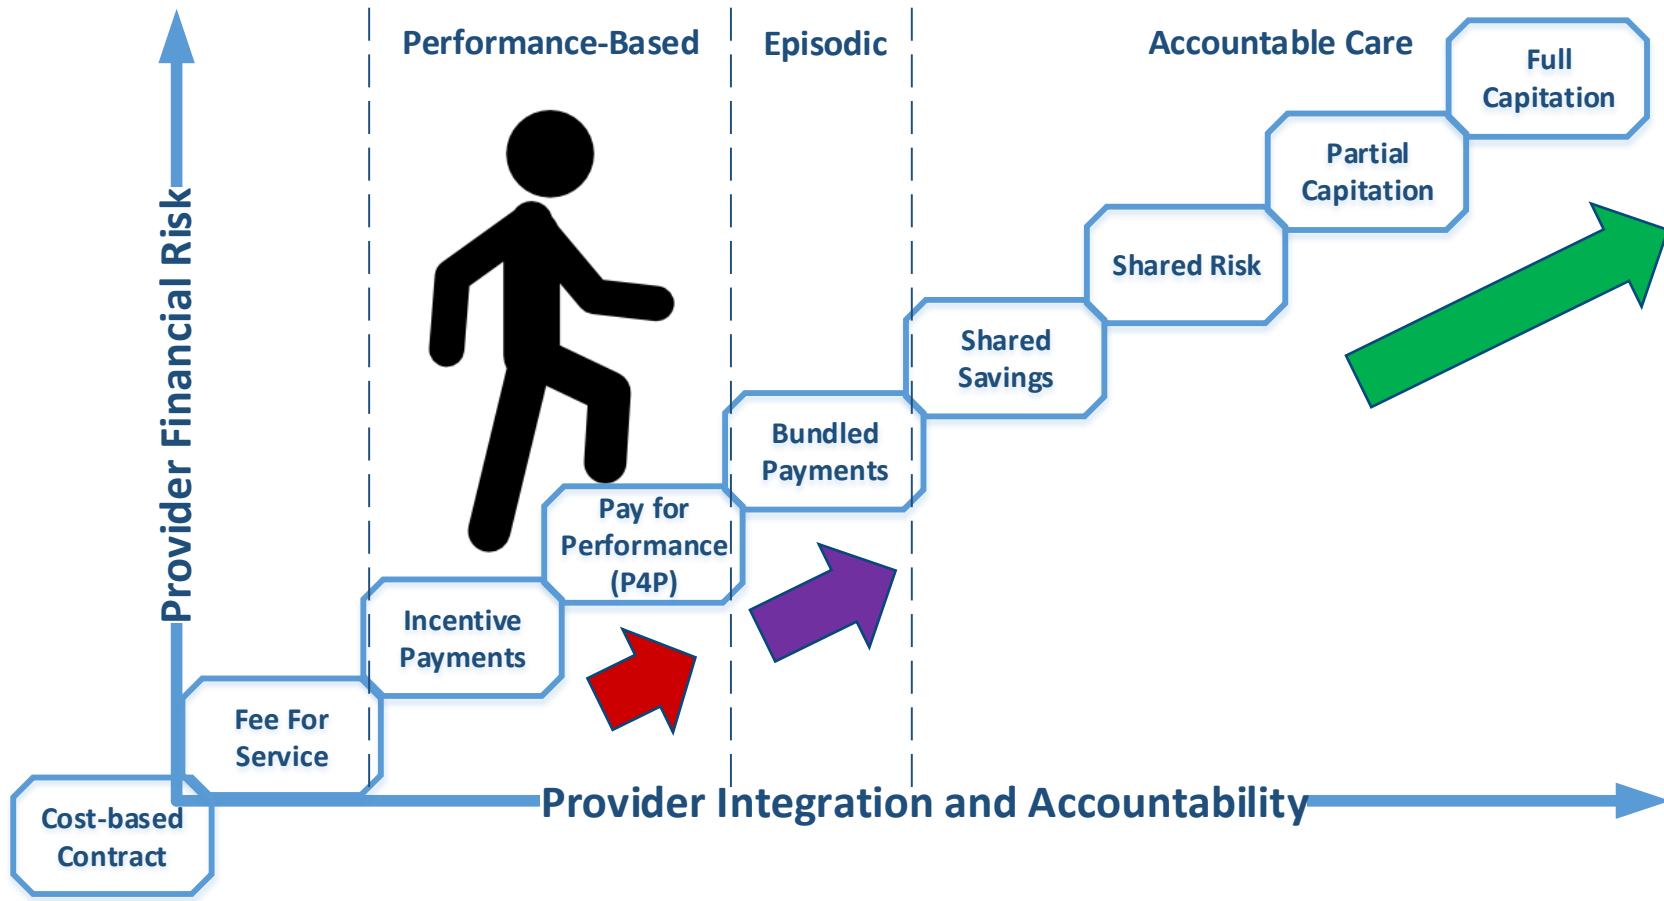 Performance-Based
Episodic
Accountable Care
Full
Capitation
Partial
Capitation
Shared Risk
Shared
Savings
Bundled
Payments
Pay for
Performance
(P4P)
Incentive
Payments
Fee For
Service
Cost-based
Contract
Provider Financial Risk
Provider Integration and Accountability